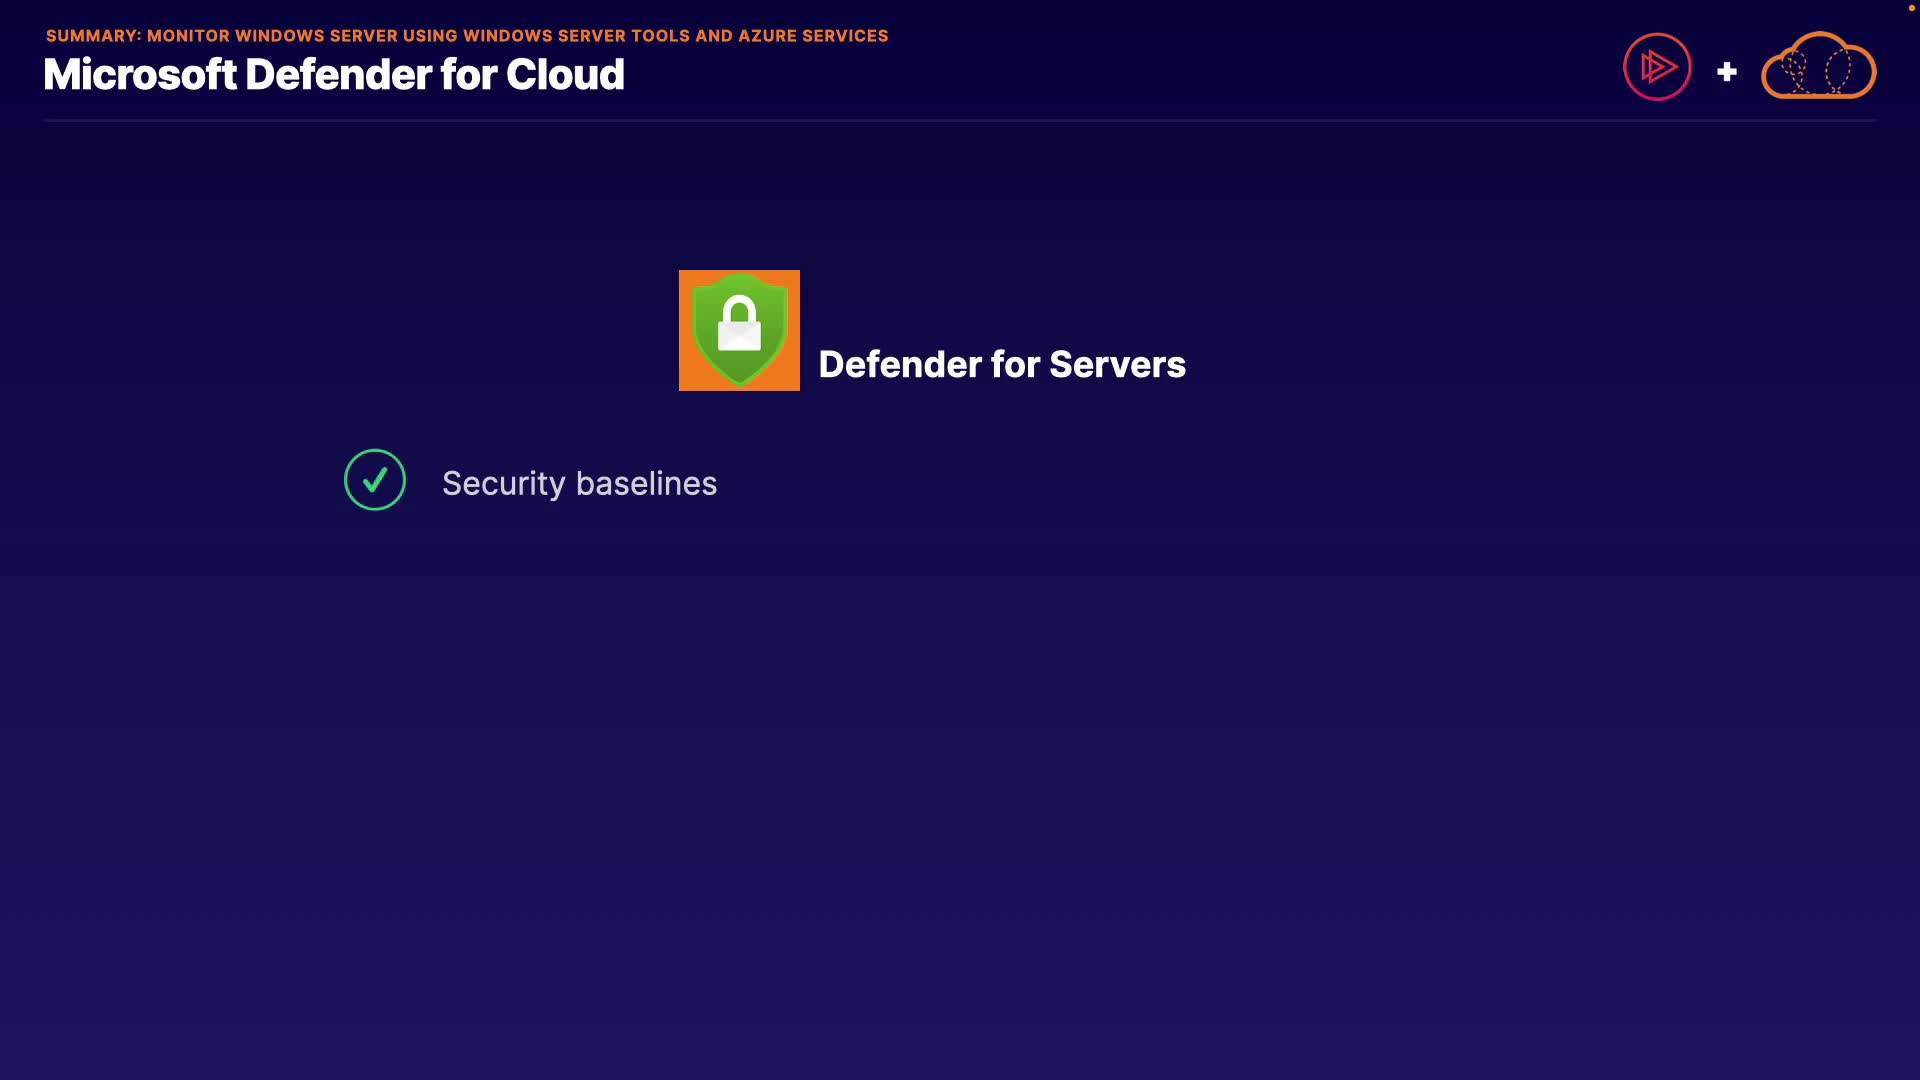 SUMMARY: MONITOR WINDOWS SERVER USING WINDOWS SERVER TOOLS AND AZURE SERVICES
Microsoft Defender for Cloud
+
Defender for Servers
Security baselines